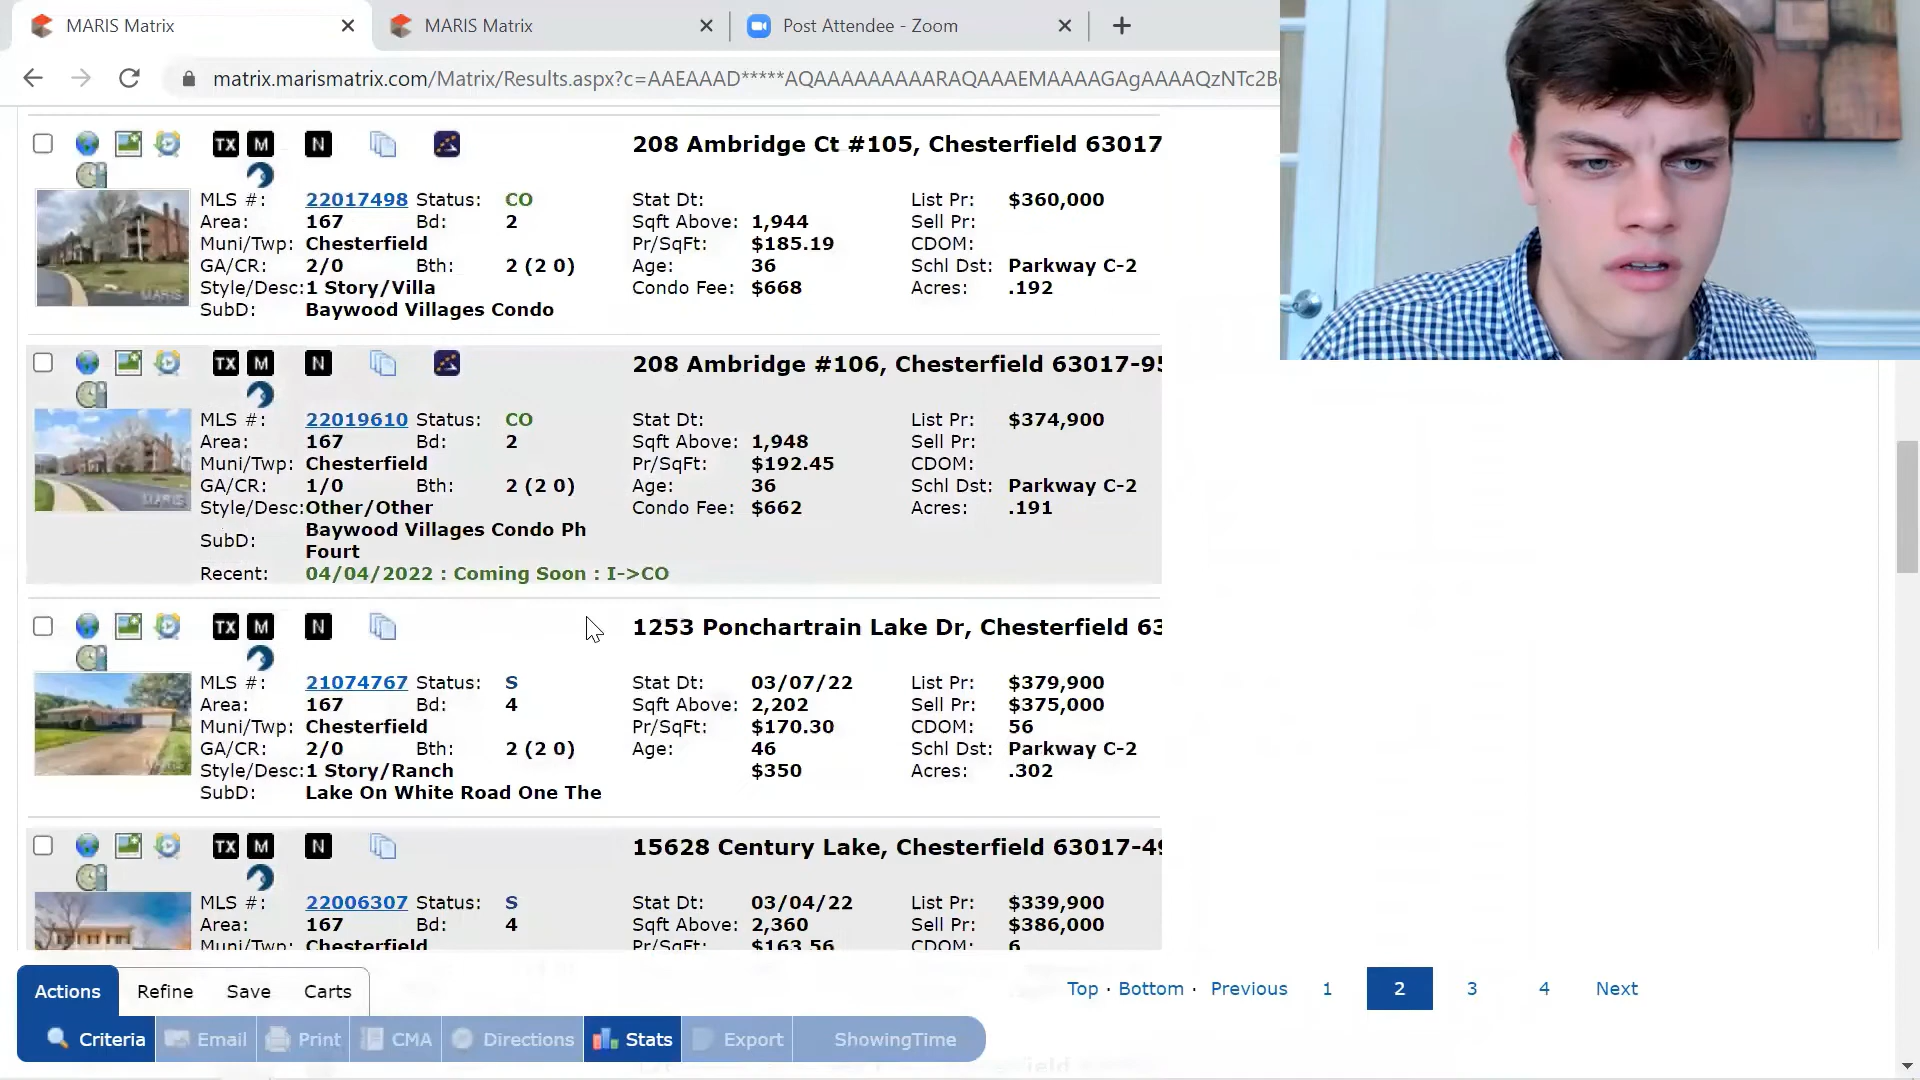 MARIS Matrix
MARIS Matrix
Post Attendee - Zoom
matrix.marismatrix.com/Matrix/Results.aspx?c=AAEAAAD*****AQAAAAAAAAARAQAAAEMAAAAGAgAAAAQzNTc2B
TX M N
208 Ambridge Ct #105, Chesterfield 63017
MLS #: 22017498 Status: CO Stat Dt: List Pr: $360,000
Area: 167 Bd: 2 Sqft Above: 1,944 Sell Pr:
Muni/Twp: Chesterfield Pr/SqFt: $185.19 CDOM:
GA/CR: 2/0 Bth: 2 (2 0) Age: 36 Schl Dst: Parkway C-2
Style/Desc: 1 Story/Villa Condo Fee: $668 Acres: .192
SubD: Baywood Villages Condo
MARIS
TX M N
208 Ambridge #106, Chesterfield 63017-95
MLS #: 22019610 Status: CO Stat Dt: List Pr: $374,900
Area: 167 Bd: 2 Sqft Above: 1,948 Sell Pr:
Muni/Twp: Chesterfield Pr/SqFt: $192.45 CDOM:
GA/CR: 1/0 Bth: 2 (2 0) Age: 36 Schl Dst: Parkway C-2
Style/Desc: Other/Other Condo Fee: $662 Acres: .191
SubD: Baywood Villages Condo Ph
Fourt
Recent: 04/04/2022 : Coming Soon : I->CO
MARIS
TX M N
1253 Ponchartrain Lake Dr, Chesterfield 63
MLS #: 21074767 Status: S Stat Dt: 03/07/22 List Pr: $379,900
Area: 167 Bd: 4 Sqft Above: 2,202 Sell Pr: $375,000
Muni/Twp: Chesterfield Pr/SqFt: $170.30 CDOM: 56
GA/CR: 2/0 Bth: 2 (2 0) Age: 46 Schl Dst: Parkway C-2
Style/Desc: 1 Story/Ranch $350 Acres: .302
SubD: Lake On White Road One The
TX M N
15628 Century Lake, Chesterfield 63017-49
MLS #: 22006307 Status: S Stat Dt: 03/04/22 List Pr: $339,900
Area: 167 Bd: 4 Sqft Above: 2,360 Sell Pr: $386,000
Muni/Twp: Chesterfield Pr/SqFt: $163.56 CDOM: 6
Actions Refine Save Carts
Top · Bottom · Previous 1 2 3 4 Next
Criteria Email Print CMA Directions Stats Export ShowingTime